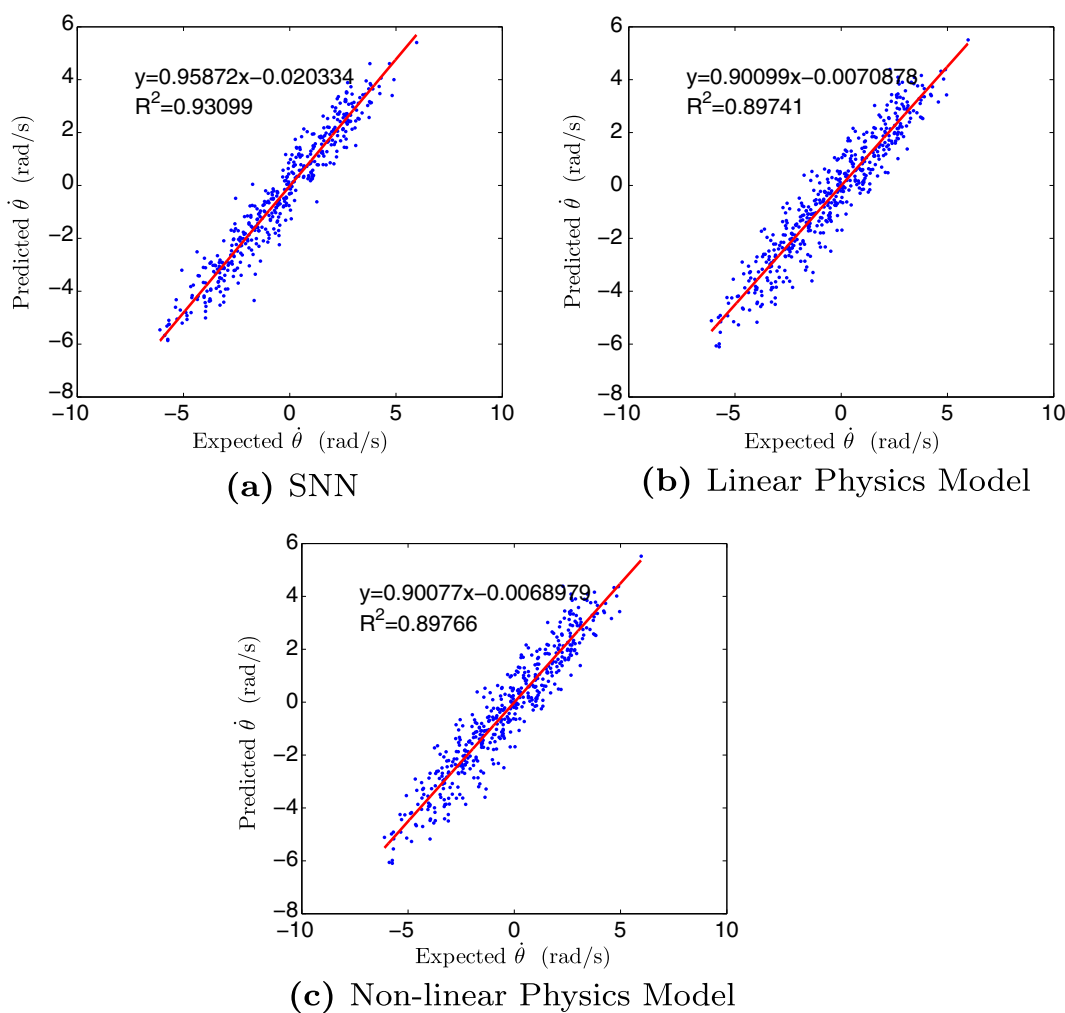 6
4
2
0
−2
−4
−6
−8
y=0.95872x−0.020334
R²=0.93099
Predicted θ̇ (rad/s)
−10 −5 0 5 10
Expected θ̇ (rad/s)
(a) SNN
6
4
2
0
−2
−4
−6
−8
y=0.90099x−0.0070878
R²=0.89741
Predicted θ̇ (rad/s)
−10 −5 0 5 10
Expected θ̇ (rad/s)
(b) Linear Physics Model
6
4
2
0
−2
−4
−6
−8
y=0.90077x−0.0068979
R²=0.89766
Predicted θ̇ (rad/s)
−10 −5 0 5 10
Expected θ̇ (rad/s)
(c) Non-linear Physics Model